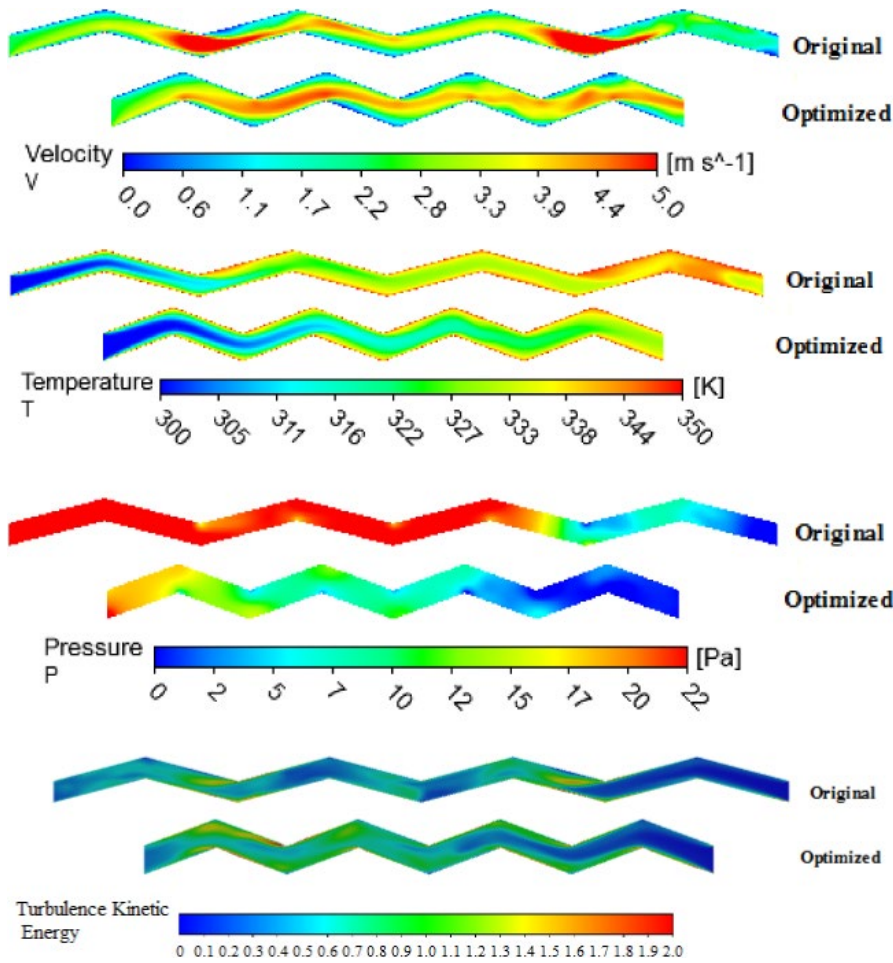 Original
Optimized
Velocity [m s^-1]
V
0.0 0.6 1.1 1.7 2.2 2.8 3.3 3.9 4.4 5.0
Original
Optimized
Temperature [K]
T
300 305 311 316 322 327 333 338 344 350
Original
Optimized
Pressure [Pa]
P
0 2 5 7 10 12 15 17 20 22
Original
Optimized
Turbulence Kinetic
Energy
0 0.1 0.2 0.3 0.4 0.5 0.6 0.7 0.8 0.9 1.0 1.1 1.2 1.3 1.4 1.5 1.6 1.7 1.8 1.9 2.0